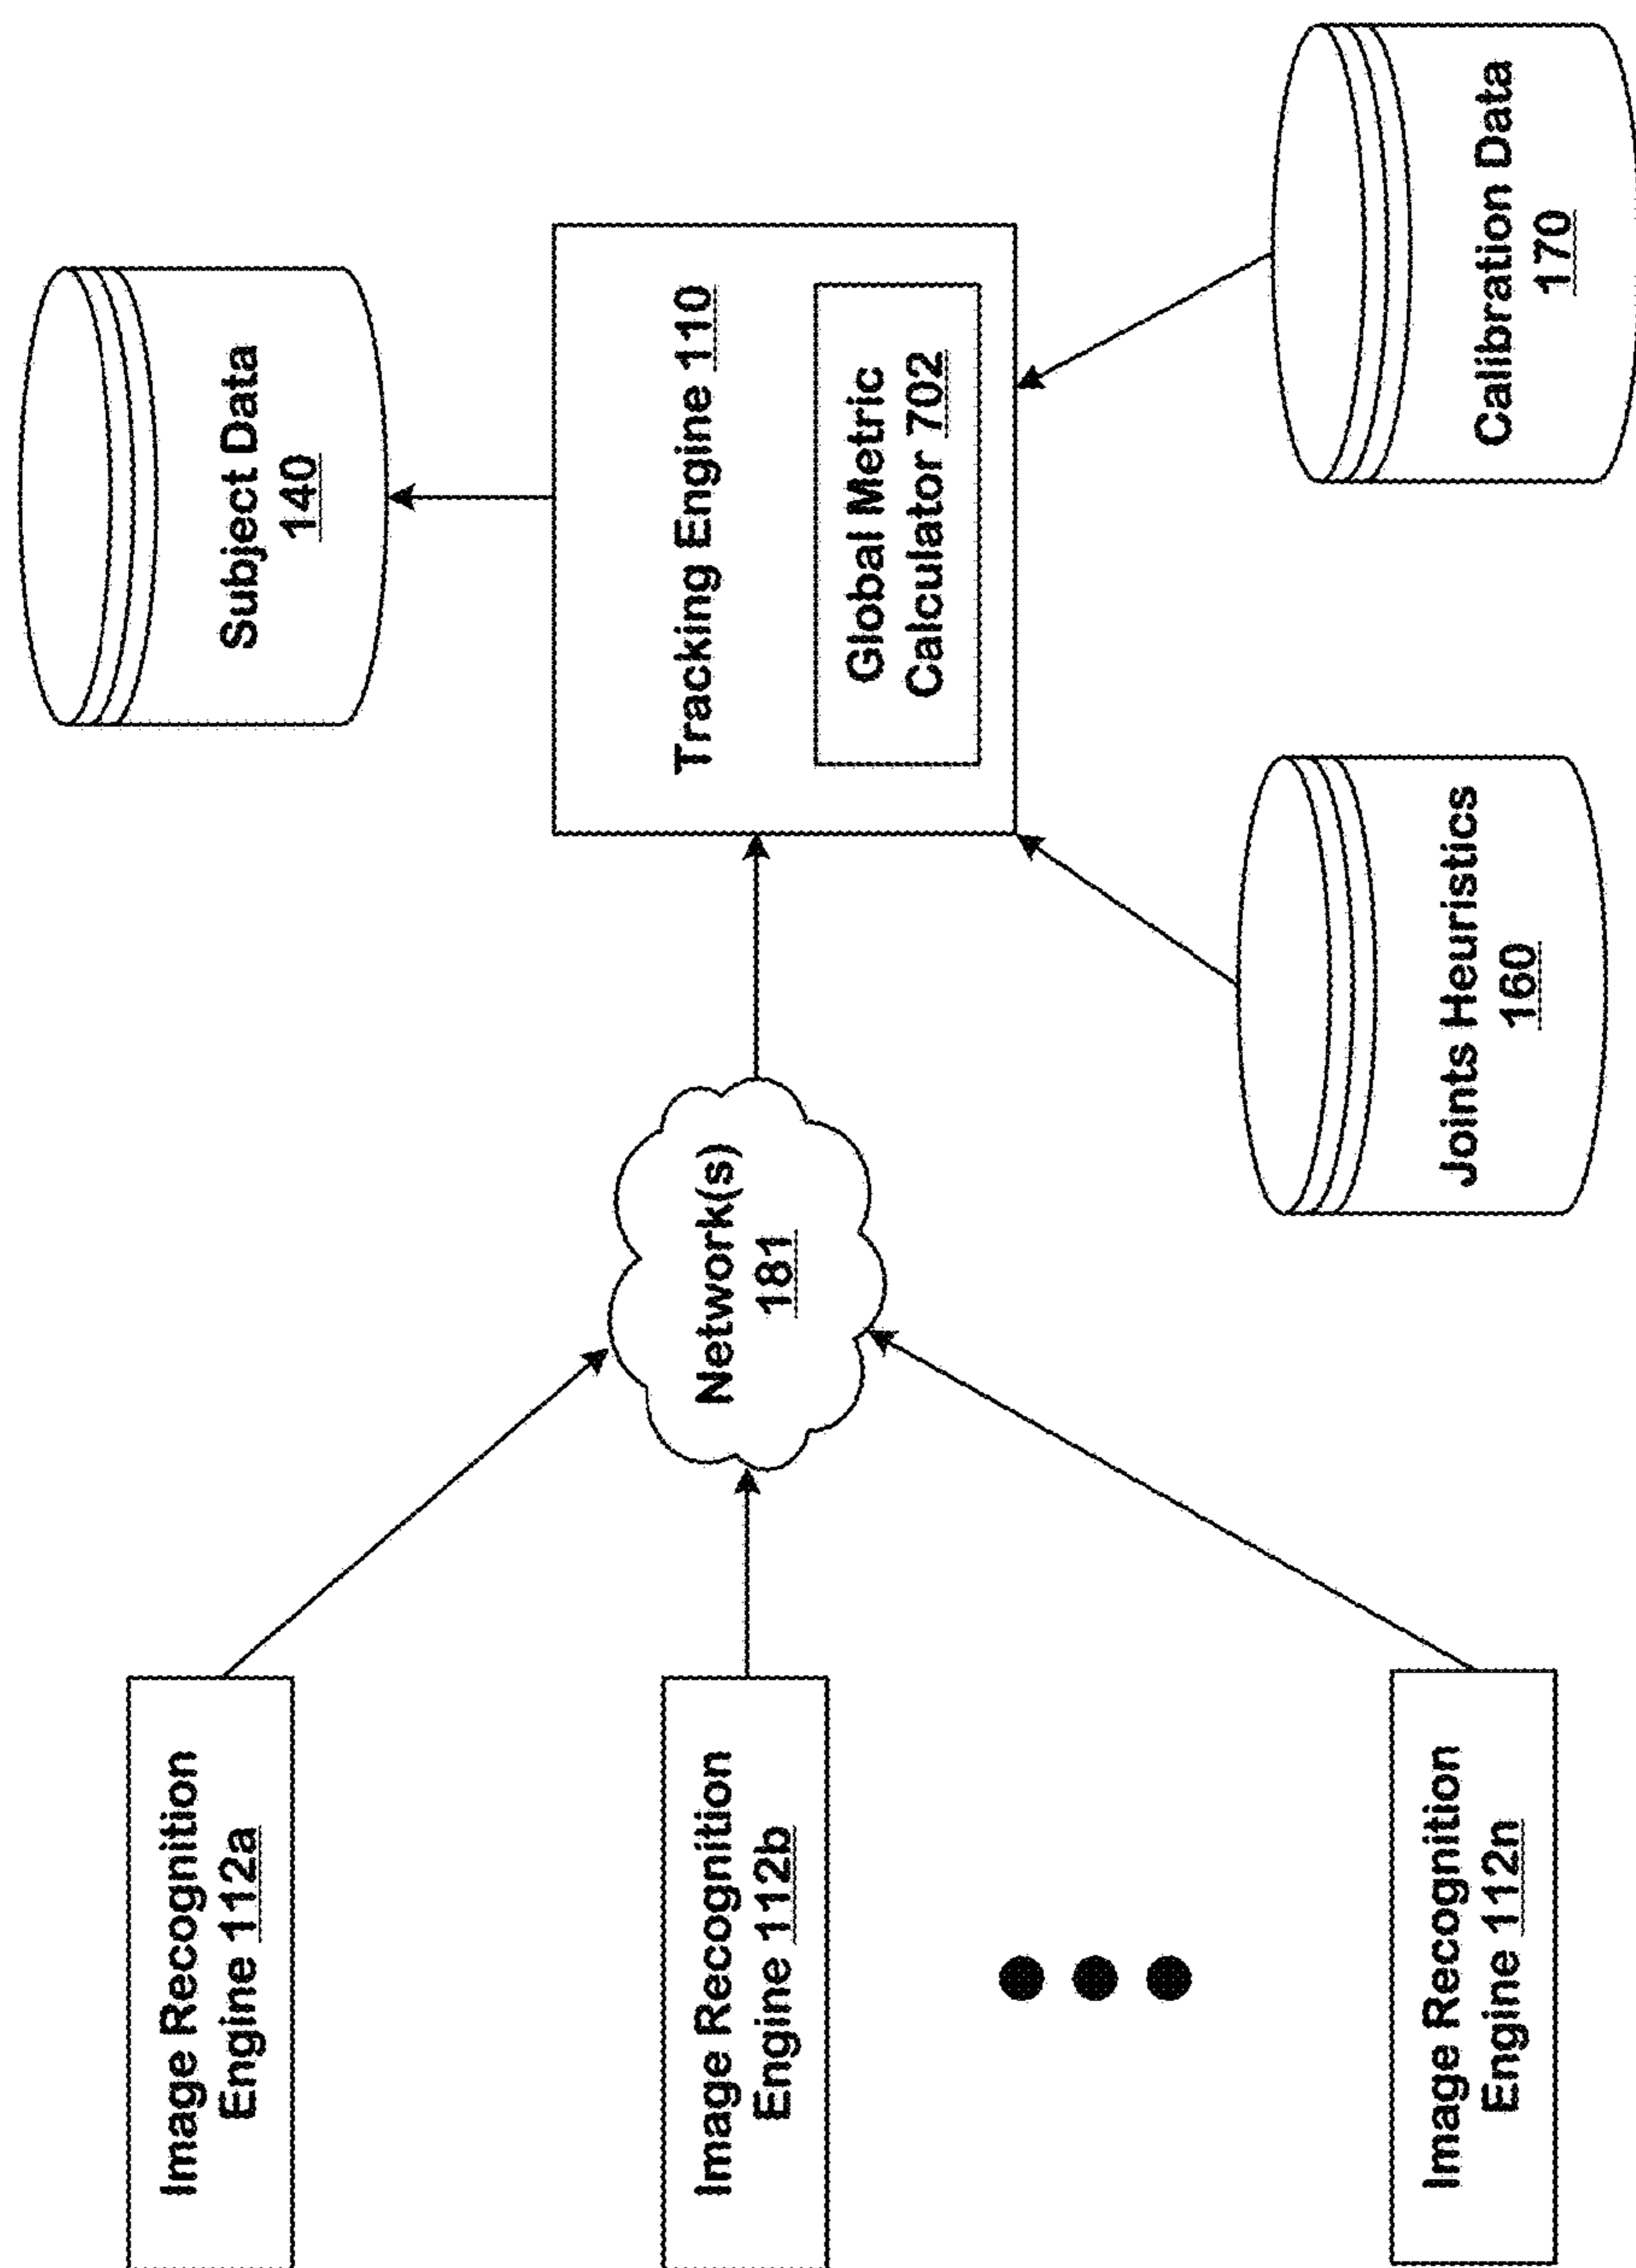 Image Recognition
Engine 112a
Image Recognition
Engine 112b
Image Recognition
Engine 112n
Network(s)
181
Subject Data
140
Tracking Engine 110
Global Metric
Calculator 702
Joints Heuristics
160
Calibration Data
170